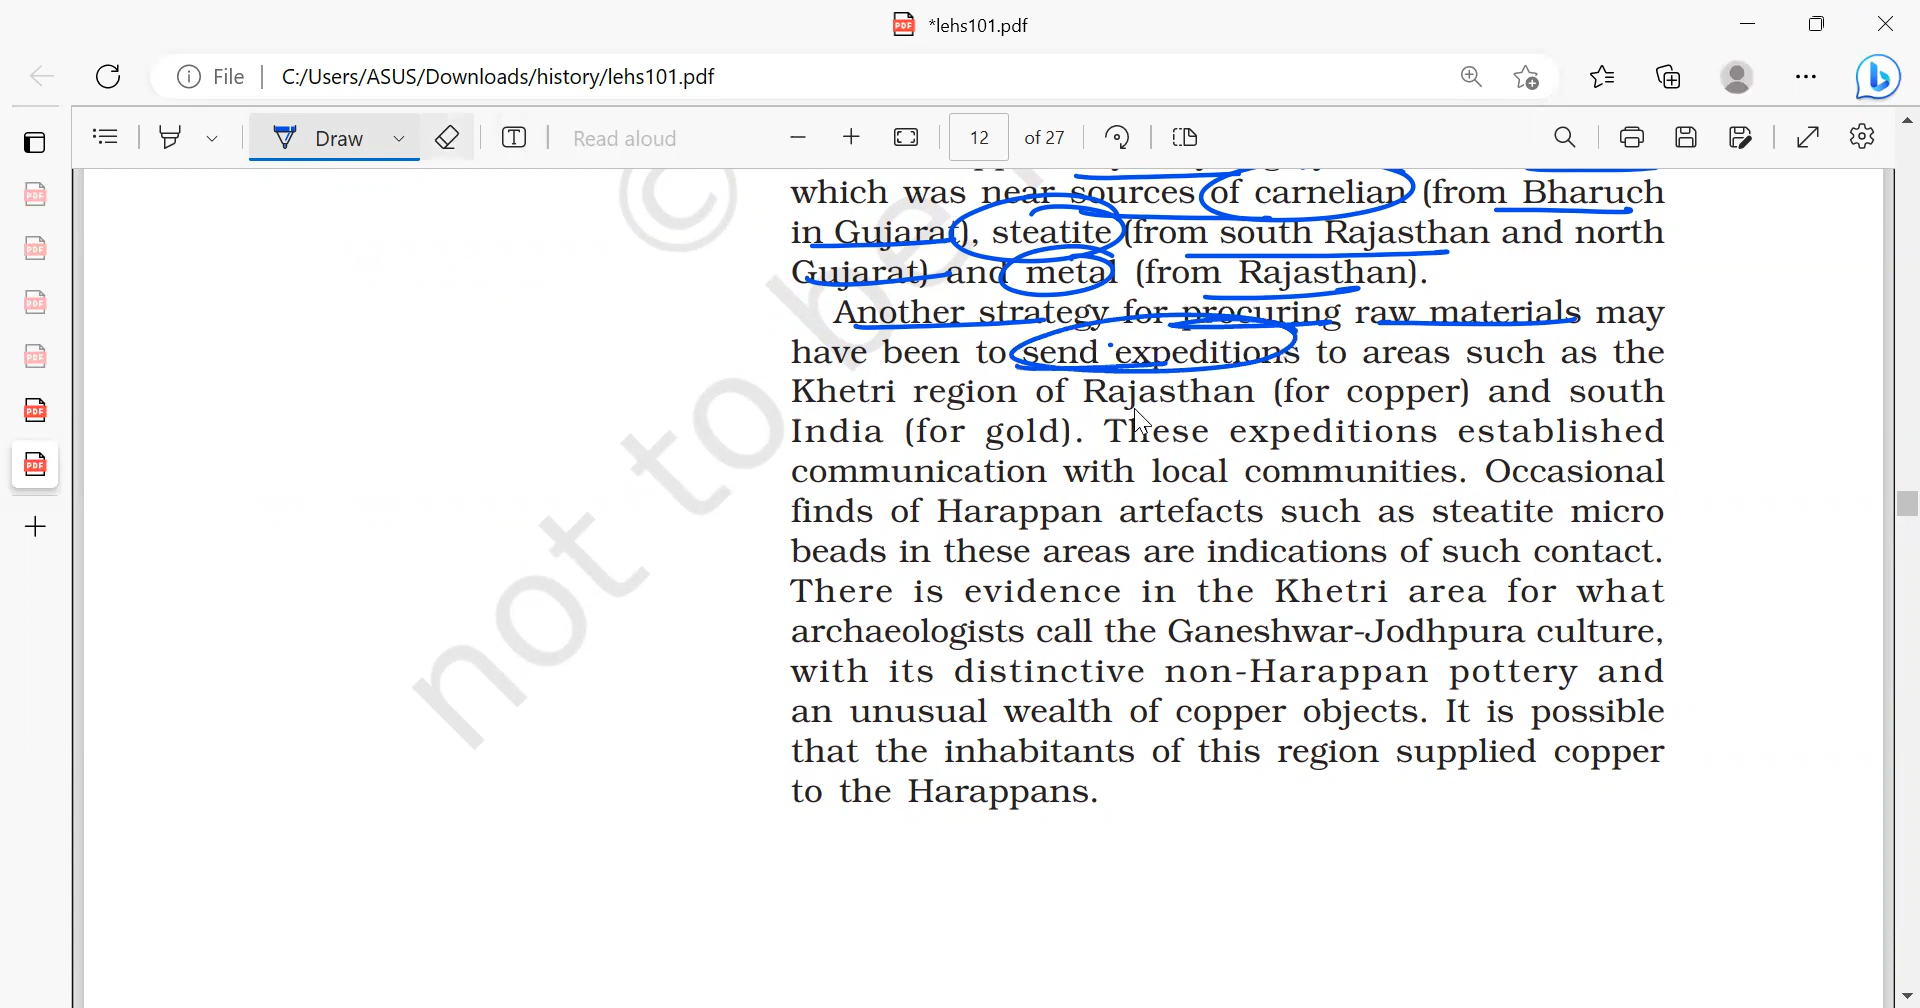 *lehs101.pdf
File C:/Users/ASUS/Downloads/history/lehs101.pdf
Draw Read aloud 12 of 27
which was near sources of carnelian (from Bharuch
in Gujarat), steatite (from south Rajasthan and north
Gujarat) and metal (from Rajasthan).
Another strategy for procuring raw materials may
have been to send expeditions to areas such as the
Khetri region of Rajasthan (for copper) and south
India (for gold). These expeditions established
communication with local communities. Occasional
finds of Harappan artefacts such as steatite micro
beads in these areas are indications of such contact.
There is evidence in the Khetri area for what
archaeologists call the Ganeshwar-Jodhpura culture,
with its distinctive non-Harappan pottery and
an unusual wealth of copper objects. It is possible
that the inhabitants of this region supplied copper
to the Harappans.
© not to be